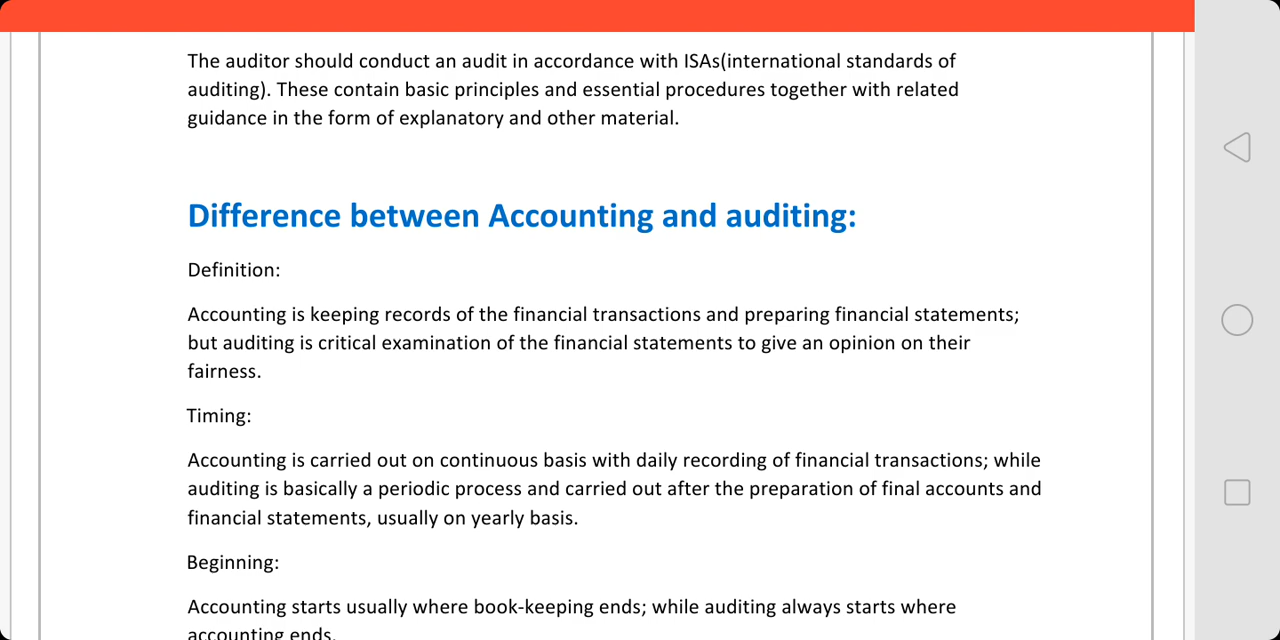 The auditor should conduct an audit in accordance with ISAs(international standards of
auditing). These contain basic principles and essential procedures together with related
guidance in the form of explanatory and other material.
Difference between Accounting and auditing:
Definition:
Accounting is keeping records of the financial transactions and preparing financial statements;
but auditing is critical examination of the financial statements to give an opinion on their
fairness.
Timing:
Accounting is carried out on continuous basis with daily recording of financial transactions; while
auditing is basically a periodic process and carried out after the preparation of final accounts and
financial statements, usually on yearly basis.
Beginning:
Accounting starts usually where book-keeping ends; while auditing always starts where
accounting ends.